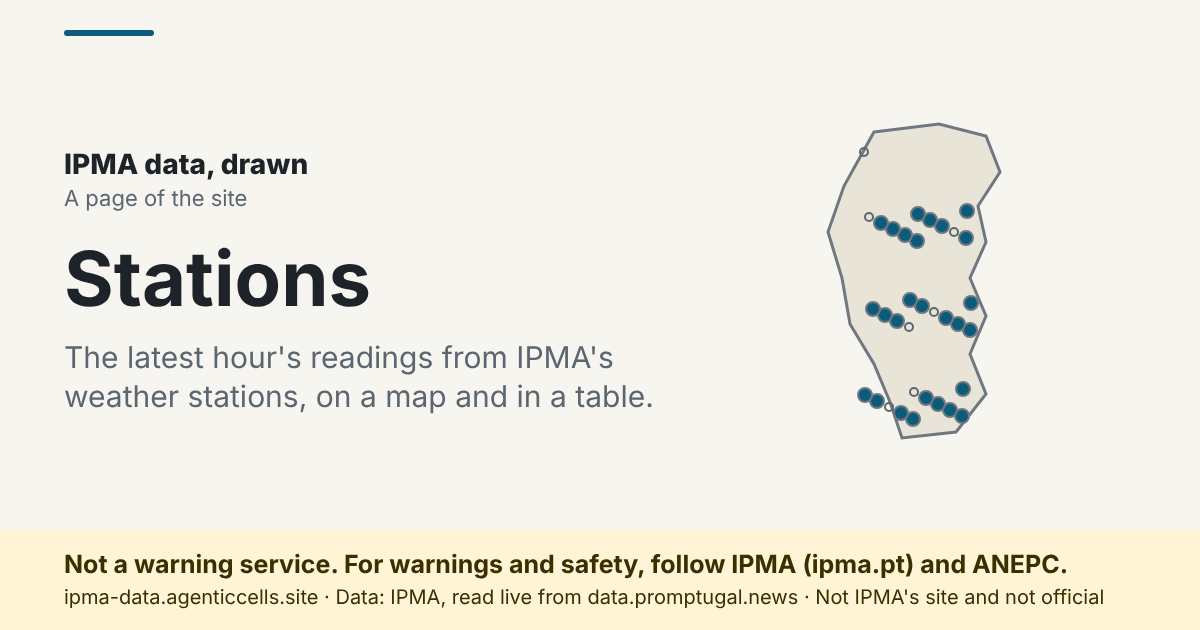 IPMA data, drawn
A page of the site
Stations
The latest hour's readings from IPMA's
weather stations, on a map and in a table.
Not a warning service. For warnings and safety, follow IPMA (ipma.pt) and ANEPC.
ipma-data.agenticcells.site · Data: IPMA, read live from data.promptugal.news · Not IPMA's site and not official